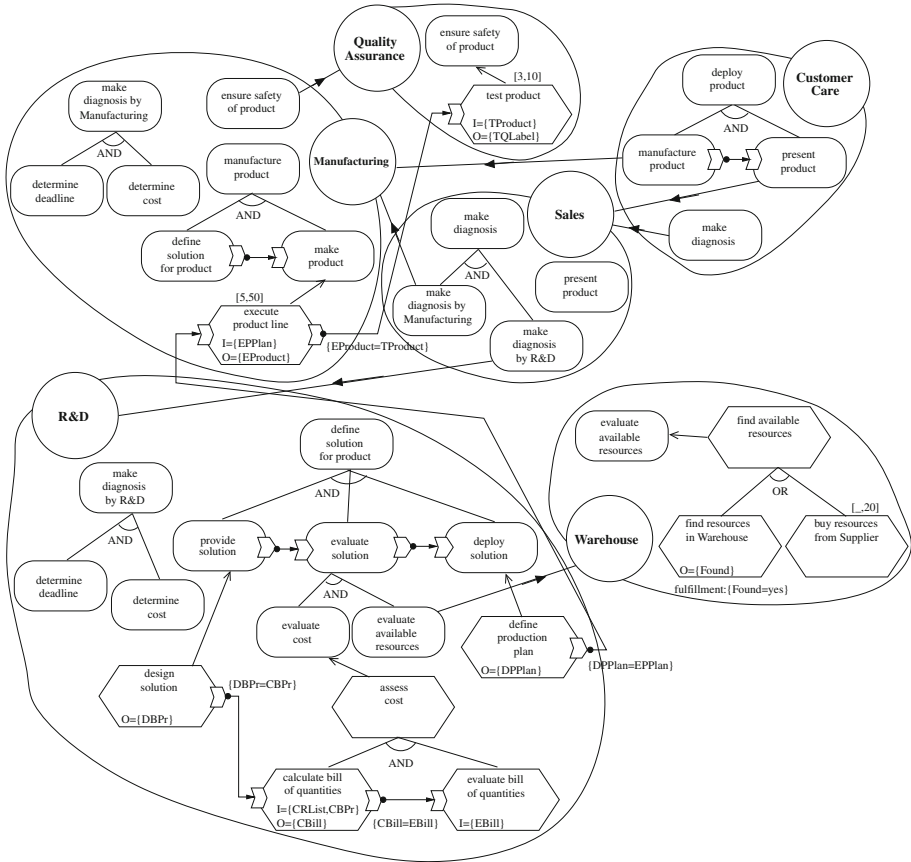 Quality
Assurance
ensure safety
of product
[3,10]
test product
I={TProduct}
O={TQLabel}
Customer
Care
deploy
product
AND
manufacture
product
present
product
make
diagnosis
make
diagnosis by
Manufacturing
AND
determine
deadline
determine
cost
ensure safety
of product
Manufacturing
manufacture
product
AND
define
solution
for product
make
product
[5,50]
execute
product line
I={EPPlan}
O={EProduct}
{EProduct=TProduct}
Sales
make
diagnosis
AND
make
diagnosis by
Manufacturing
make
diagnosis
by R&D
present
product
R&D
make
diagnosis
by R&D
AND
determine
deadline
determine
cost
define
solution
for product
AND
provide
solution
evaluate
solution
deploy
solution
AND
evaluate
cost
evaluate
available
resources
define
production
plan
O={DPPlan}
{DPPlan=EPPlan}
design
solution
O={DBPr}
{DBPr=CBPr}
assess
cost
AND
calculate bill
of quantities
I={CRList,CBPr}
O={CBill}
{CBill=EBill}
evaluate bill
of quantities
I={EBill}
Warehouse
evaluate
available
resources
find available
resources
OR
find resources
in Warehouse
O={Found}
[_,20]
buy resources
from Supplier
fulfillment:{Found=yes}